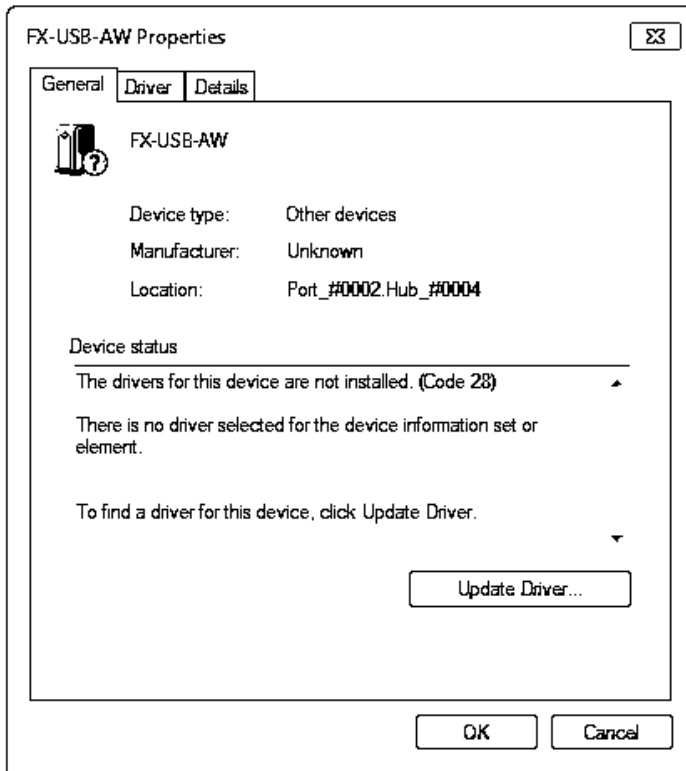 FX-USB-AW Properties
General Driver Details
FX-USB-AW
Device type: Other devices
Manufacturer: Unknown
Location: Port_#0002.Hub_#0004
Device status
The drivers for this device are not installed. (Code 28)
There is no driver selected for the device information set or
element.
To find a driver for this device, click Update Driver.
Update Driver...
OK Cancel